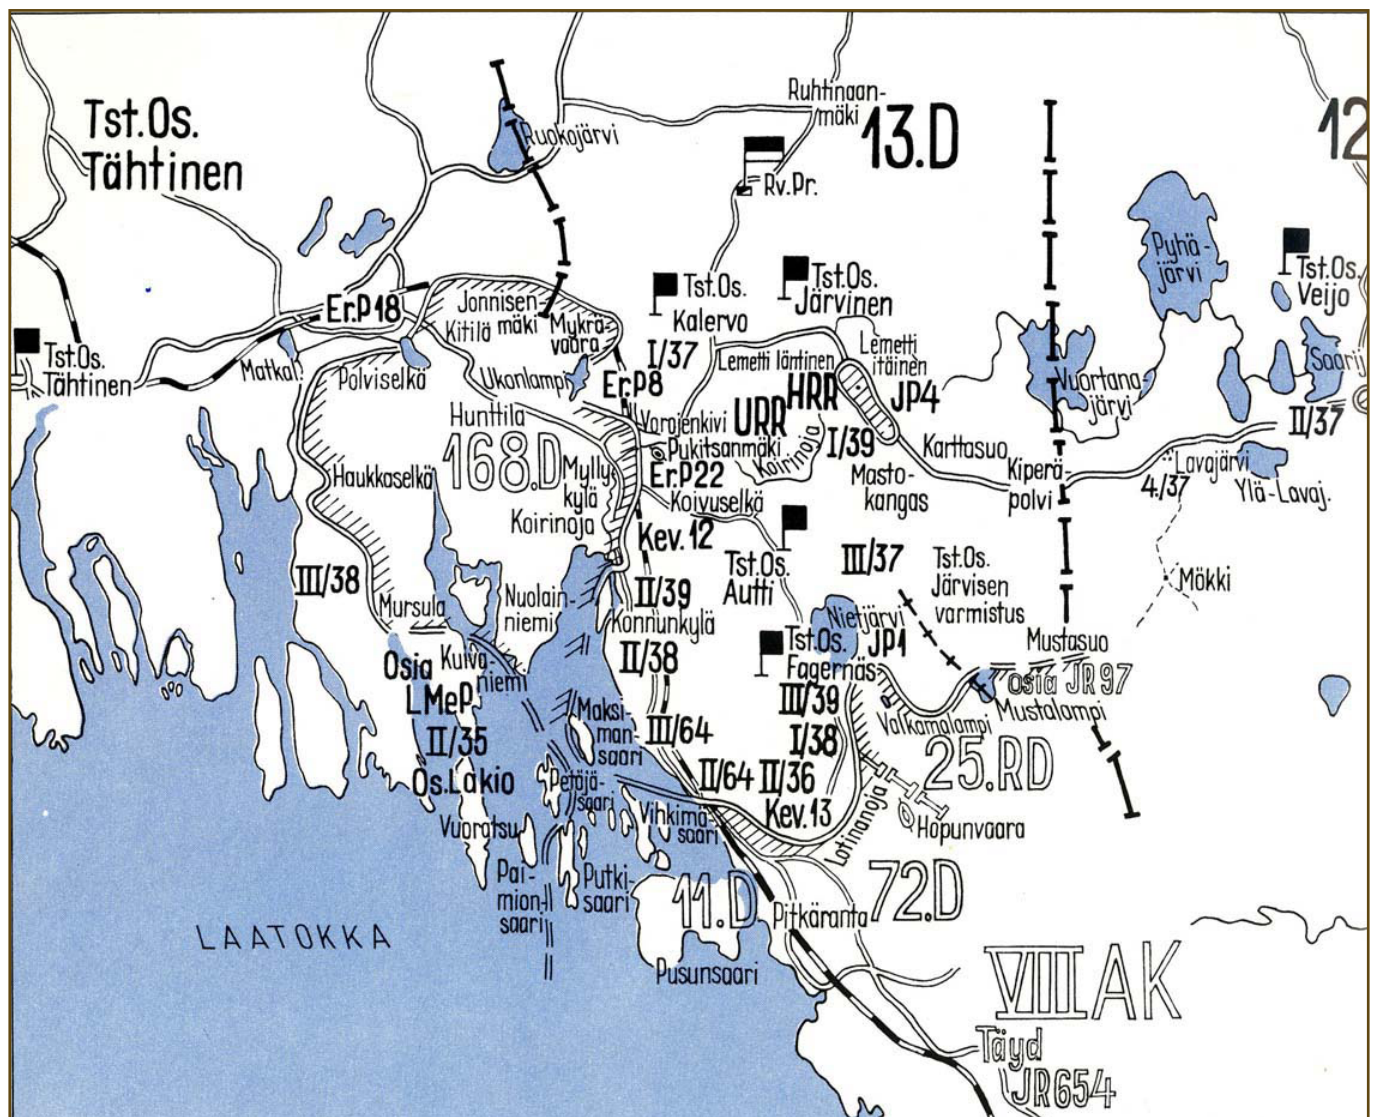 Ruhtinaan-
mäki
13.D
12
Tst.Os.
Tähtinen
Ruokojärvi
Rv.Pr.
Pyhä-
järvi
Tst.Os.
Veijo
Tst.Os.
Järvinen
Tst.Os.
Kalervo
Er.P 18
Jonnisen-
mäki
Kitilö
Mykrä-
vaara
Tst.Os.
Tähtinen
Matkal.
Polviselkä
Ukonlampi
I/37
Er.P8
Lemetti läntinen
Lemetti
itäinen
Saarij
Vuortana-
järvi
HRR
JP4
URR
Hunttila
Varojenkivi
Pukitsanmäki
Koirinoja
I/39
II/37
168.D
Karttasuo
Haukkaselkä
Mylly-
kylä
Er.P22
Masto-
kangas
Kiperä-
polvi
Lavajärvi
4./37
Ylä-Lavaj.
Koirinoja
Koivuselkä
Kev.12
Tst.Os.
Autti
III/37
Tst.Os.
Järvisen
varmistus
III/38
Mökki
Mursula
Nuolain-
niemi
II/39
Konnunkylä
Nietjärvi
JP1
Tst.Os.
Fagernäs
Mustasuo
Osia
LMeP
Kuiva-
niemi
II/38
osia JR 97
III/39
Valkamalampi
Mustalampi
II/35
Maksi-
man-
saari
III/64
I/38
25.RD
Os.Lakio
Petäjä-
saari
II/64
II/36
Kev.13
Vuoratsu
Vihkimä-
saari
Lotinanoja
Hopunvaara
Pai-
mion-
saari
Putki-
saari
11.D
72.D
Pitkäranta
LAATOKKA
Pusunsaari
VIII AK
Täyd
JR654